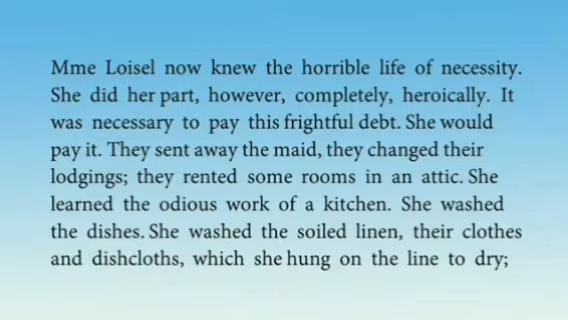 Mme Loisel now knew the horrible life of necessity.
She did her part, however, completely, heroically. It
was necessary to pay this frightful debt. She would
pay it. They sent away the maid, they changed their
lodgings; they rented some rooms in an attic. She
learned the odious work of a kitchen. She washed
the dishes. She washed the soiled linen, their clothes
and dishcloths, which she hung on the line to dry;